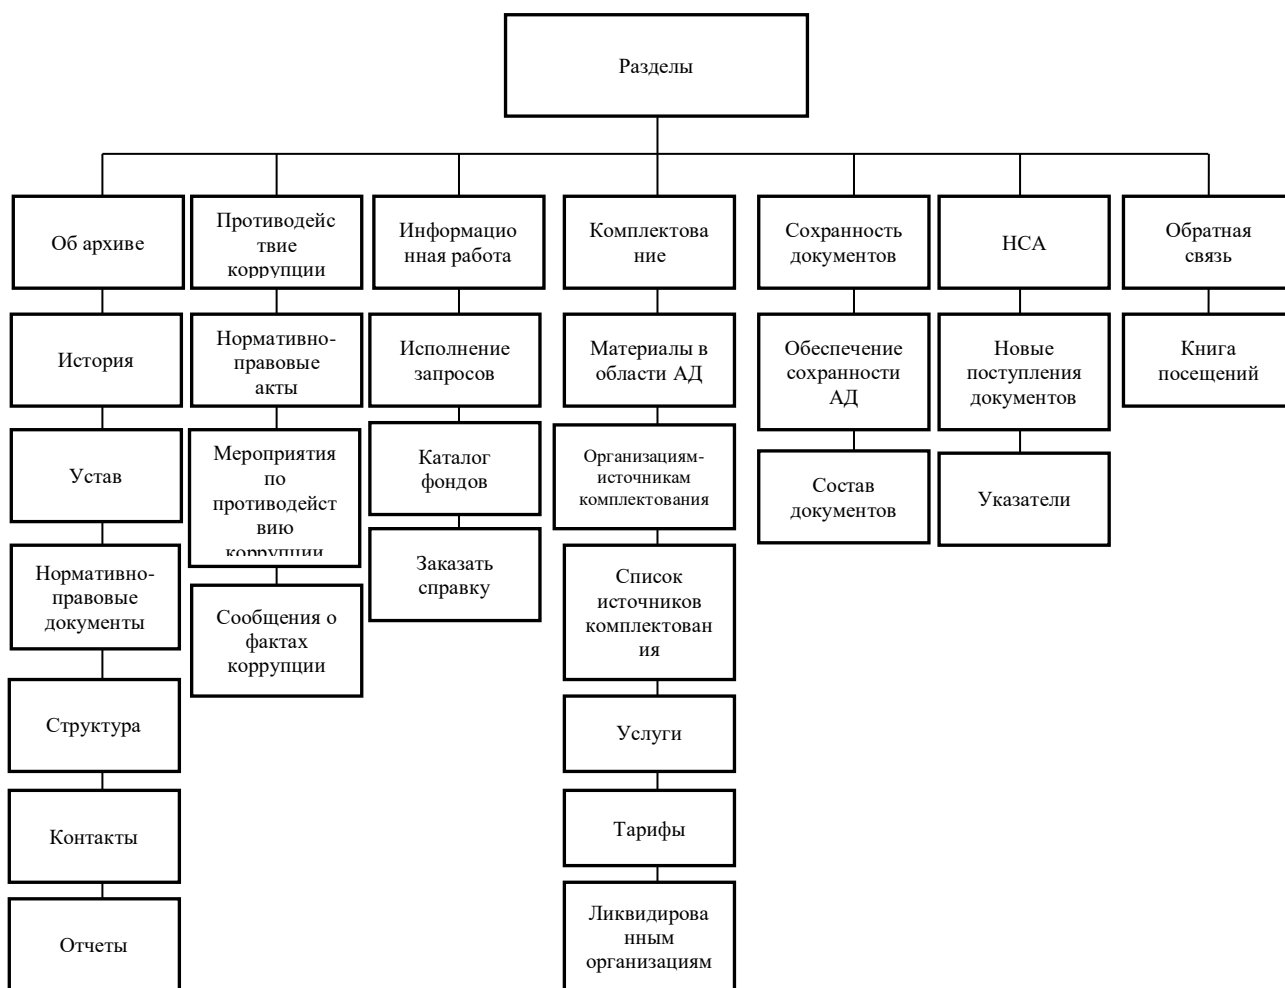 Разделы
Об архиве
Противодейс
твие
коррупции
Информацио
нная работа
Комплектова
ние
Сохранность
документов
НСА
Обратная
связь
История
Нормативно-
правовые
акты
Исполнение
запросов
Материалы в
области АД
Обеспечение
сохранности
АД
Новые
поступления
документов
Книга
посещений
Устав
Мероприятия
по
противодейст
вию
коррупции
Каталог
фондов
Организациям-
источникам
комплектования
Состав
документов
Указатели
Нормативно-
правовые
документы
Сообщения о
фактах
коррупции
Заказать
справку
Список
источников
комплектован
ия
Структура
Услуги
Контакты
Тарифы
Отчеты
Ликвидирова
нным
организациям